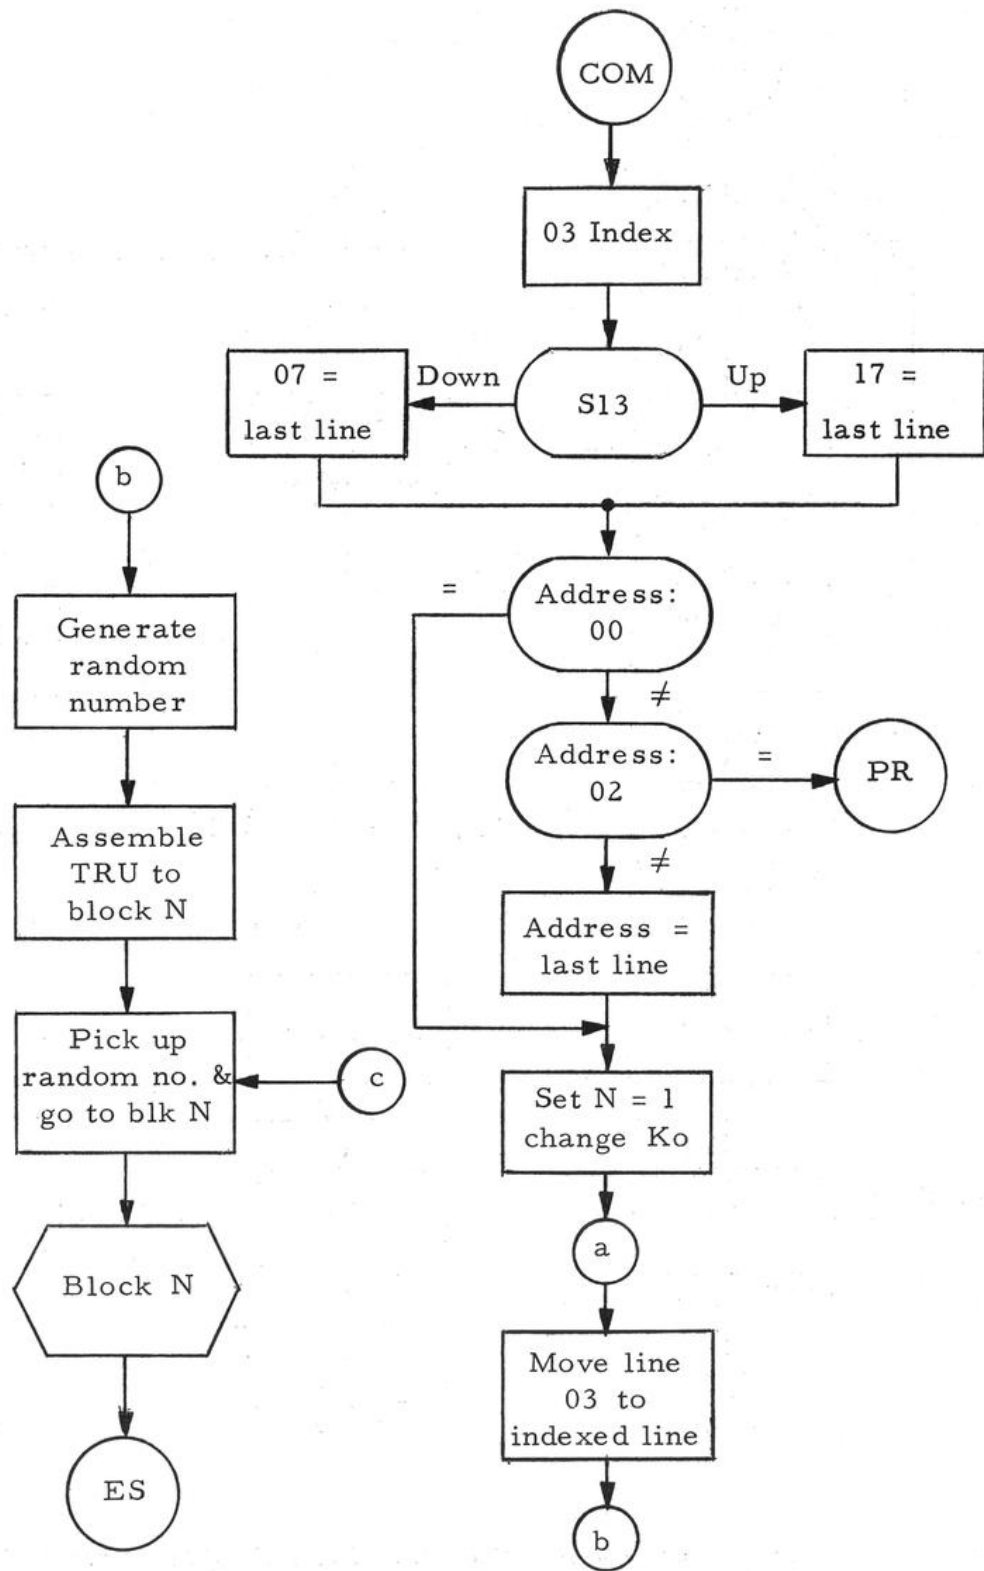 COM
03 Index
07 =
last line
Down
S13
Up
17 =
last line
b
Generate
random
number
Assemble
TRU to
block N
Pick up
random no. &
go to blk N
c
Block N
ES
=
Address:
00
≠
Address:
02
=
PR
≠
Address =
last line
Set N = 1
change Ko
a
Move line
03 to
indexed line
b